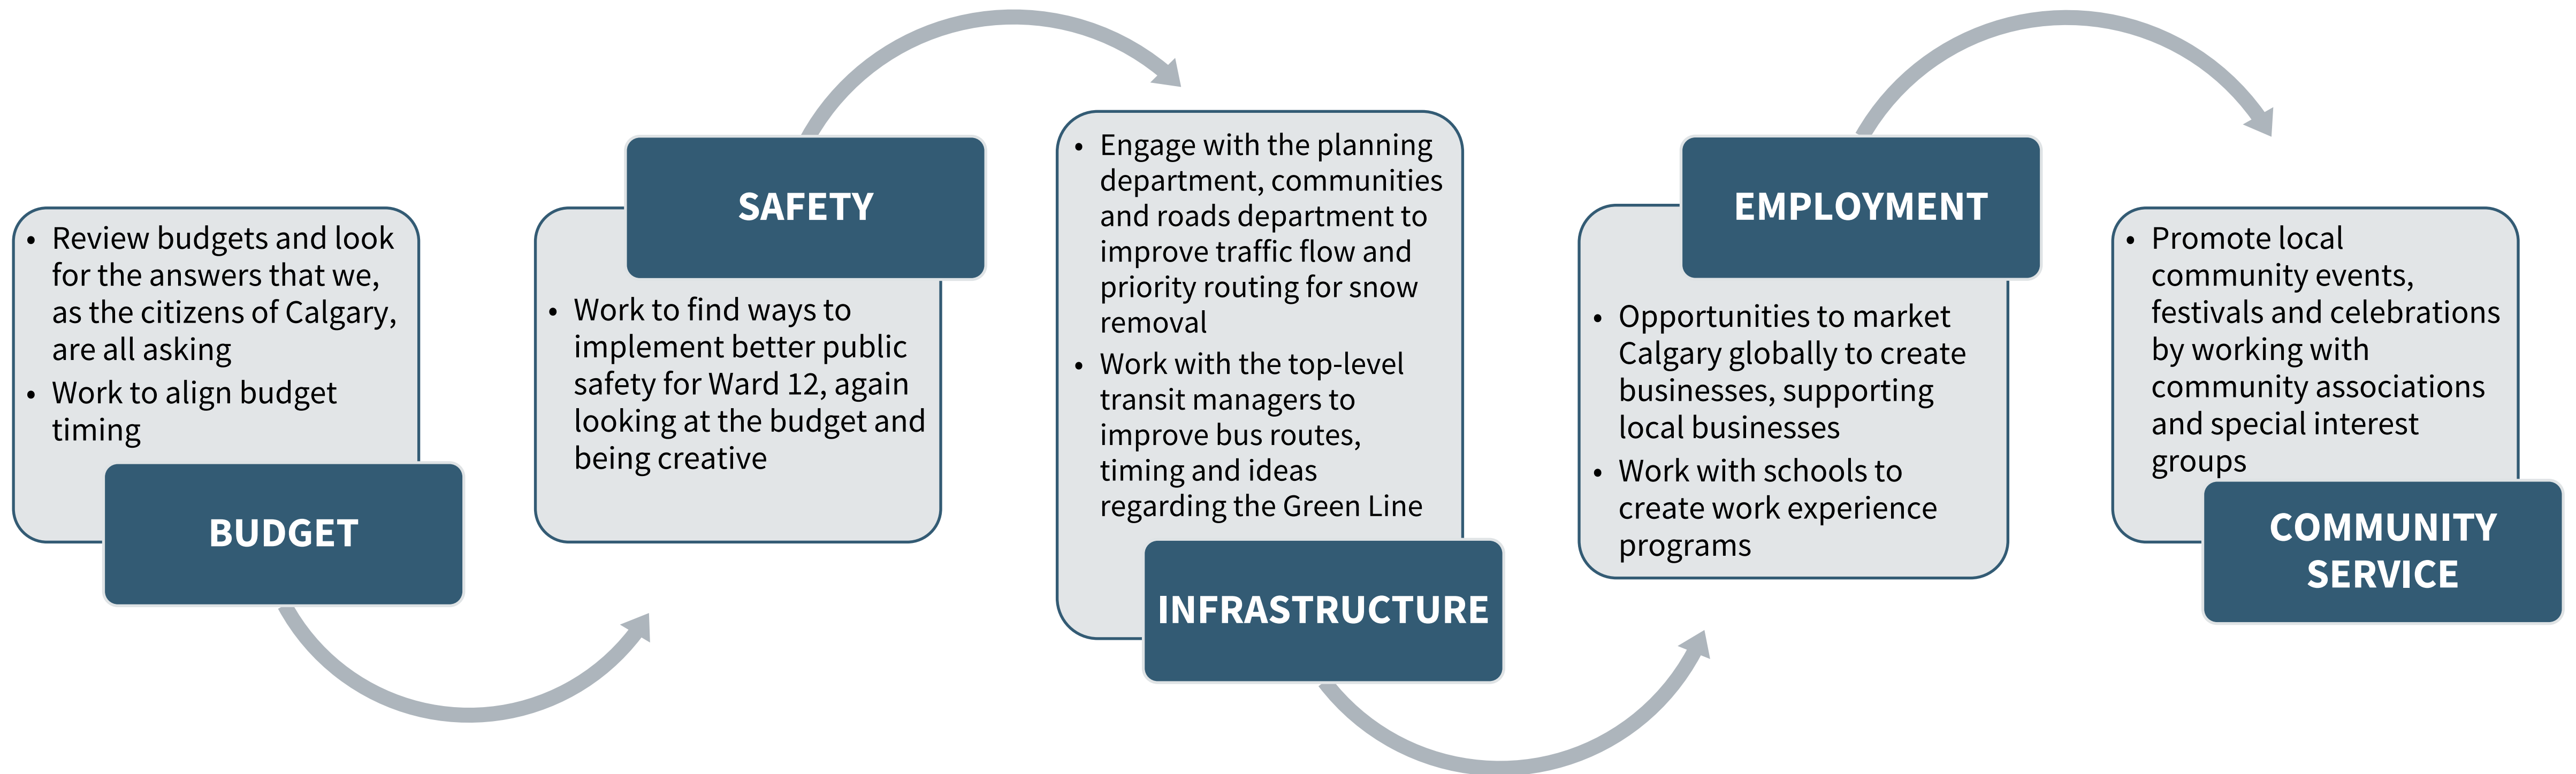 • Review budgets and look
for the answers that we,
as the citizens of Calgary,
are all asking
• Work to align budget
timing
BUDGET
SAFETY
• Work to find ways to
implement better public
safety for Ward 12, again
looking at the budget and
being creative
• Engage with the planning
department, communities
and roads department to
improve traffic flow and
priority routing for snow
removal
• Work with the top-level
transit managers to
improve bus routes,
timing and ideas
regarding the Green Line
INFRASTRUCTURE
EMPLOYMENT
• Opportunities to market
Calgary globally to create
businesses, supporting
local businesses
• Work with schools to
create work experience
programs
• Promote local
community events,
festivals and celebrations
by working with
community associations
and special interest
groups
COMMUNITY
SERVICE